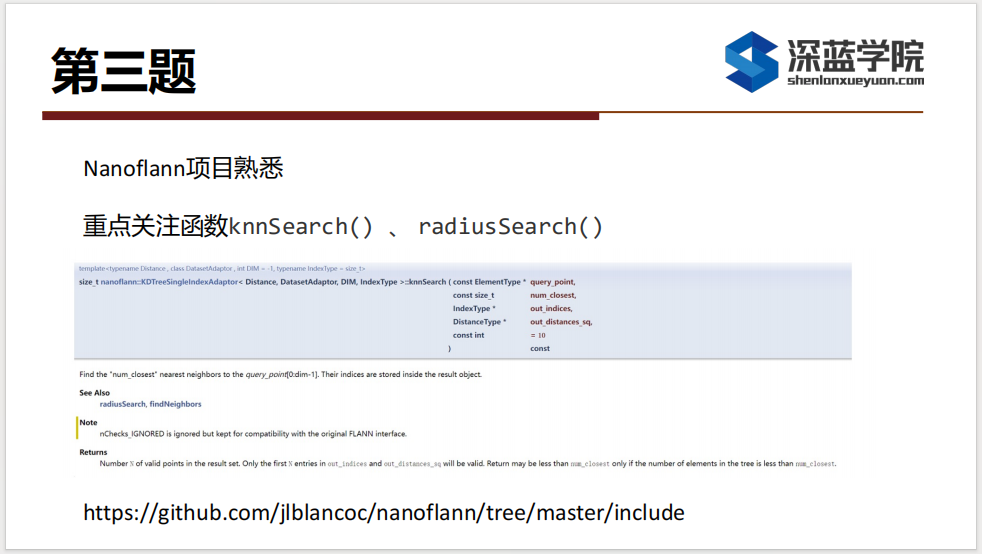 第三题
深蓝学院
shenlanxueyuan.com
Nanoflann项目熟悉
重点关注函数knnSearch() 、 radiusSearch()
template<typename Distance , class DatasetAdaptor , int DIM = -1, typename IndexType = size_t>
size_t nanoflann::KDTreeSingleIndexAdaptor< Distance, DatasetAdaptor, DIM, IndexType >::knnSearch ( const ElementType * query_point,
const size_t num_closest,
IndexType * out_indices,
DistanceType * out_distances_sq,
const int = 10
) const
Find the "num_closest" nearest neighbors to the query_point[0:dim-1]. Their indices are stored inside the result object.
See Also
radiusSearch, findNeighbors
Note
nChecks_IGNORED is ignored but kept for compatibility with the original FLANN interface.
Returns
Number N of valid points in the result set. Only the first N entries in out_indices and out_distances_sq will be valid. Return may be less than num_closest only if the number of elements in the tree is less than num_closest.
https://github.com/jlblancoc/nanoflann/tree/master/include